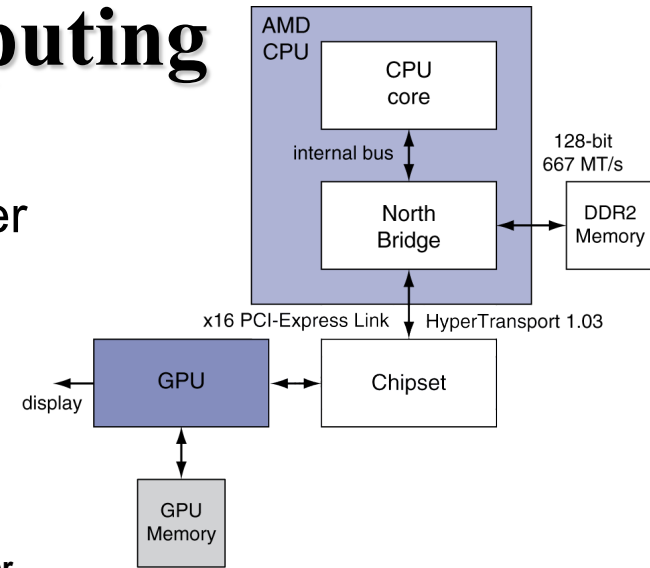 puting
er
AMD
CPU
CPU
core
internal bus
128-bit
667 MT/s
North
Bridge
DDR2
Memory
x16 PCI-Express Link
HyperTransport 1.03
GPU
Chipset
display
GPU
Memory
er